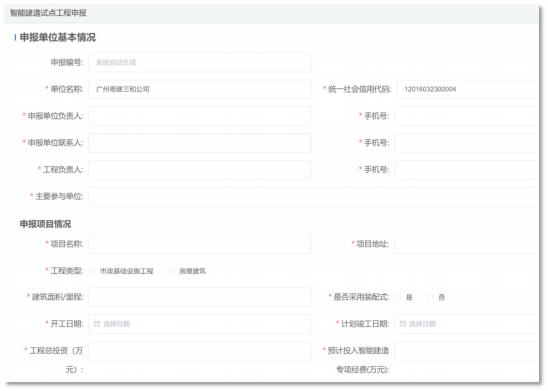 智能建造试点工程申报
申报单位基本情况
申报编号: 系统自动生成
* 单位名称: 广州粤建三和公司 * 统一社会信用代码: 12016032300004
* 申报单位负责人: * 手机号:
* 申报单位联系人: * 手机号:
* 工程负责人: * 手机号:
* 主要参与单位:
申报项目情况
* 项目名称: * 项目地址:
* 工程类型: 市政基础设施工程 房屋建筑
* 建筑面积/里程: * 是否采用装配式: 是 否
* 开工日期: 选择日期 * 计划竣工日期: 选择日期
* 工程总投资（万 * 预计投入智能建造
元）: 专项经费(万元):